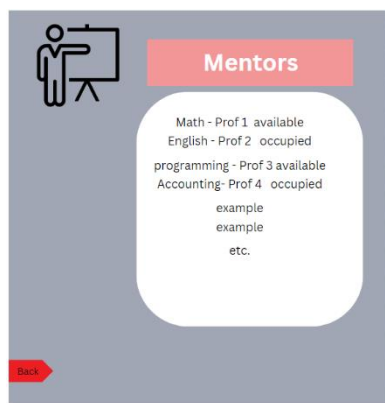 Mentors
Math - Prof 1 available
English - Prof 2 occupied
programming - Prof 3 available
Accounting- Prof 4 occupied
example
example
etc.
Back